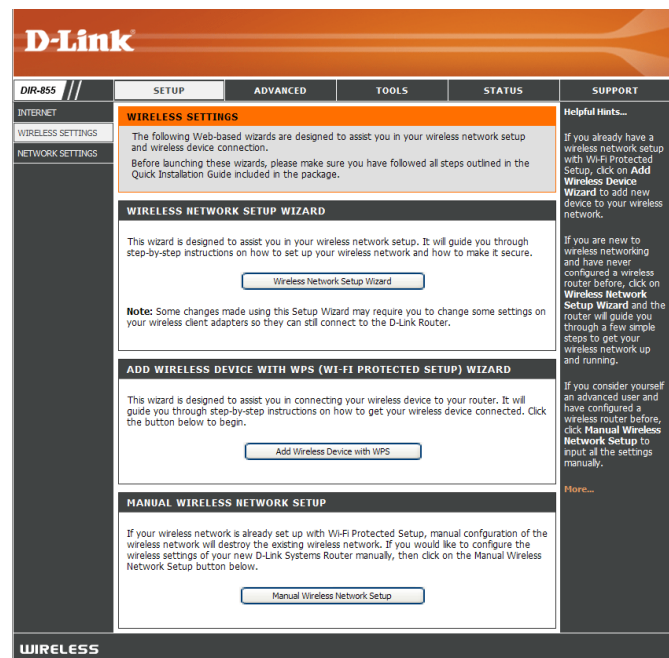 D-Link
DIR-855
SETUP
ADVANCED
TOOLS
STATUS
SUPPORT
INTERNET
WIRELESS SETTINGS
NETWORK SETTINGS
WIRELESS SETTINGS
The following Web-based wizards are designed to assist you in your wireless network setup
and wireless device connection.
Before launching these wizards, please make sure you have followed all steps outlined in the
Quick Installation Guide included in the package.
WIRELESS NETWORK SETUP WIZARD
This wizard is designed to assist you in your wireless network setup. It will guide you through
step-by-step instructions on how to set up your wireless network and how to make it secure.
Wireless Network Setup Wizard
Note: Some changes made using this Setup Wizard may require you to change some settings on
your wireless client adapters so they can still connect to the D-Link Router.
ADD WIRELESS DEVICE WITH WPS (WI-FI PROTECTED SETUP) WIZARD
This wizard is designed to assist you in connecting your wireless device to your router. It will
guide you through step-by-step instructions on how to get your wireless device connected. Click
the button below to begin.
Add Wireless Device with WPS
MANUAL WIRELESS NETWORK SETUP
If your wireless network is already set up with Wi-Fi Protected Setup, manual confguration of the
wireless network will destroy the existing wireless network. If you would like to configure the
wireless settings of your new D-Link Systems Router manually, then click on the Manual Wireless
Network Setup button below.
Manual Wireless Network Setup
Helpful Hints...
If you already have a
wireless network setup
with Wi-Fi Protected
Setup, click on Add
Wireless Device
Wizard to add new
device to your wireless
network.
If you are new to
wireless networking
and have never
configured a wireless
router before, click on
Wireless Network
Setup Wizard and the
router will guide you
through a few simple
steps to get your
wireless network up
and running.
If you consider yourself
an advanced user and
have configured a
wireless router before,
click Manual Wireless
Network Setup to
input all the settings
manually.
More...
WIRELESS